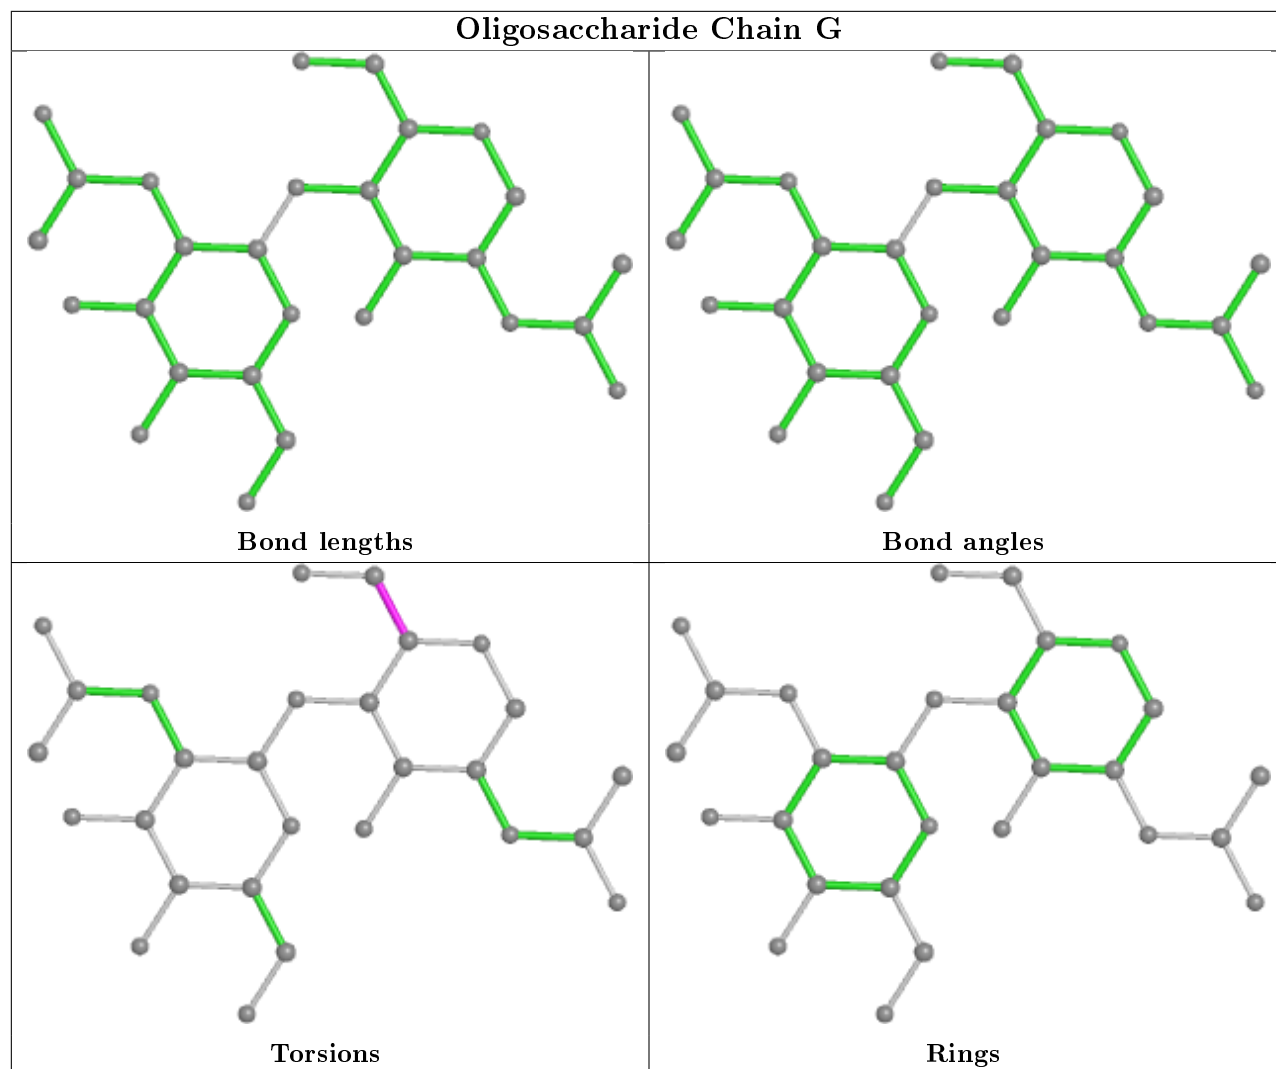 Oligosaccharide Chain G
Bond lengths
Bond angles
Torsions
Rings